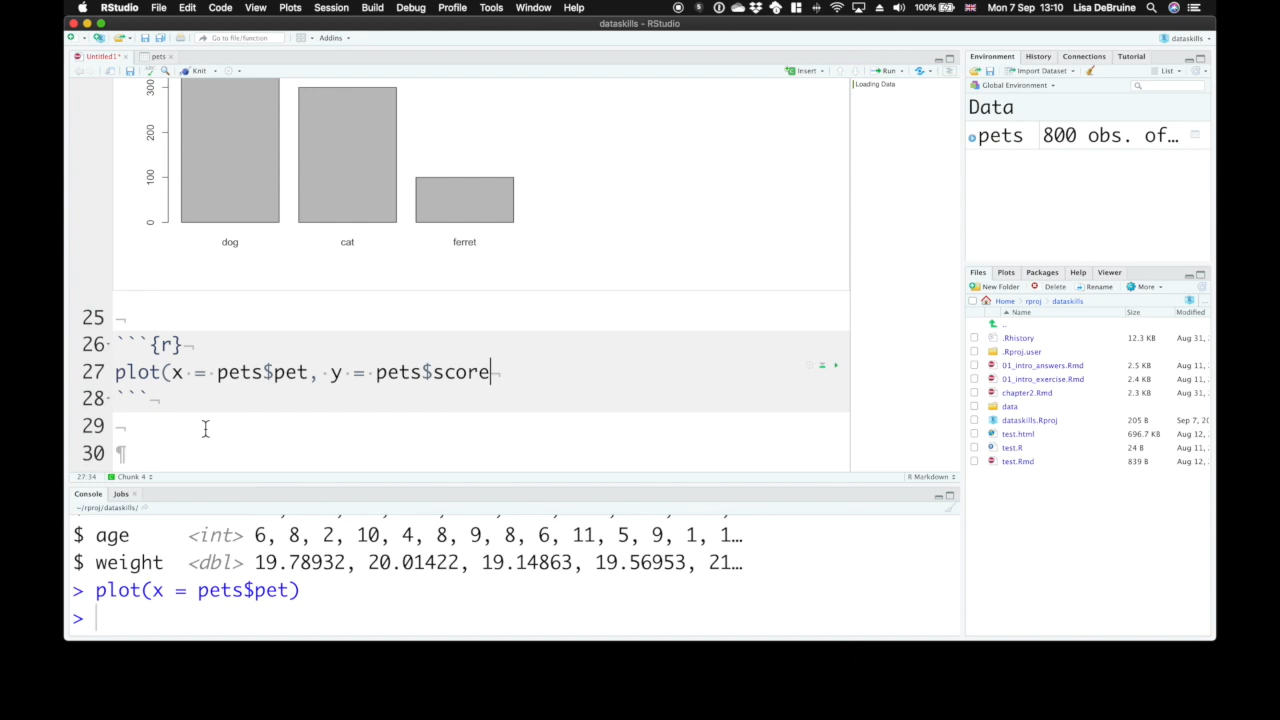 RStudio File Edit Code View Plots Session Build Debug Profile Tools Window Help 100% Mon 7 Sep 13:10 Lisa DeBruine
dataskills - RStudio
Go to file/function Addins dataskills
Untitled1* pets
Knit Insert Run
Loading Data
300
200
100
0
dog cat ferret
25 ¬
26 ```{r}¬
27 plot(x = pets$pet, y = pets$score¬
28 ``` ¬
29 ¬
30 ¶
27:34 Chunk 4 R Markdown
Console Jobs
~/rproj/dataskills/
$ age <int> 6, 8, 2, 10, 4, 8, 9, 8, 6, 11, 5, 9, 1, 1…
$ weight <dbl> 19.78932, 20.01422, 19.14863, 19.56953, 21…
> plot(x = pets$pet)
>
Environment History Connections Tutorial
Import Dataset List
Global Environment
Data
pets 800 obs. of…
Files Plots Packages Help Viewer
New Folder Delete Rename More
Home rproj dataskills
Name Size Modified
..
.Rhistory 12.3 KB Aug 31,
.Rproj.user
01_intro_answers.Rmd 2.5 KB Aug 11,
01_intro_exercise.Rmd 2.4 KB Aug 11,
chapter2.Rmd 2.3 KB Aug 31,
data
dataskills.Rproj 205 B Sep 7, 20
test.html 696.7 KB Aug 12,
test.R 24 B Aug 12,
test.Rmd 839 B Aug 12,